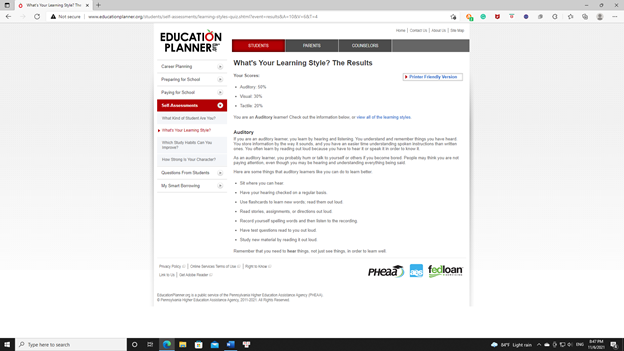 What's Your Learning Style? The
Not secure | www.educationplanner.org/students/self-assessments/learning-styles-quiz.shtml?event=results&A=10&V=6&T=4
Home | Contact Us | About Us | Site Map
EDUCATION
PLANNER.ORG
STUDENTS PARENTS COUNSELORS
Career Planning
Preparing for School
Paying for School
Self-Assessments
What Kind of Student Are You?
What's Your Learning Style?
Which Study Habits Can You
Improve?
How Strong Is Your Character?
Questions From Students
My Smart Borrowing
What's Your Learning Style? The Results
Printer Friendly Version
Your Scores:
Auditory: 50%
Visual: 30%
Tactile: 20%
You are an Auditory learner! Check out the information below, or view all of the learning styles.
Auditory
If you are an auditory learner, you learn by hearing and listening. You understand and remember things you have heard.
You store information by the way it sounds, and you have an easier time understanding spoken instructions than written
ones. You often learn by reading out loud because you have to hear it or speak it in order to know it.
As an auditory learner, you probably hum or talk to yourself or others if you become bored. People may think you are not
paying attention, even though you may be hearing and understanding everything being said.
Here are some things that auditory learners like you can do to learn better.
Sit where you can hear.
Have your hearing checked on a regular basis.
Use flashcards to learn new words; read them out loud.
Read stories, assignments, or directions out loud.
Record yourself spelling words and then listen to the recording.
Have test questions read to you out loud.
Study new material by reading it out loud.
Remember that you need to hear things, not just see things, in order to learn well.
Privacy Policy | Online Services Terms of Use | Right to Know
Link to Us | Get Adobe Reader
PHEAA aes fedloan
EducationPlanner.org is a public service of the Pennsylvania Higher Education Assistance Agency (PHEAA).
© Pennsylvania Higher Education Assistance Agency, 2011-2021. All Rights Reserved.
Type here to search
54°F Light rain ENG 8:47 PM 11/6/2021